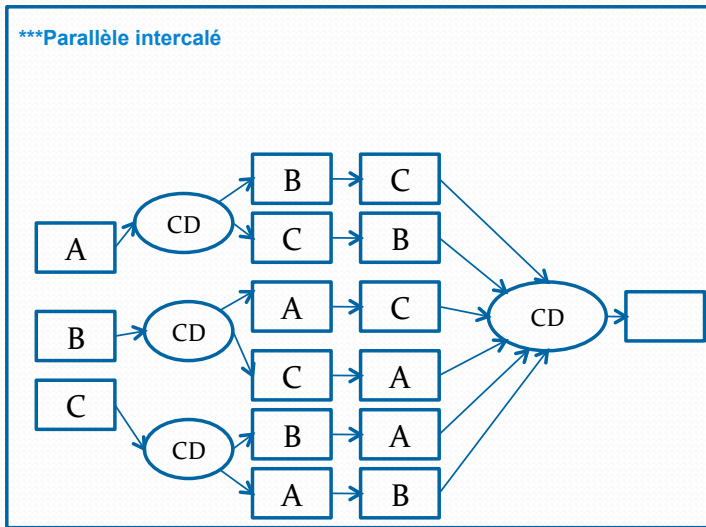 ***Parallèle intercalé
B C
CD
A C B
A C
B CD CD
C A
C
B A
CD
A B